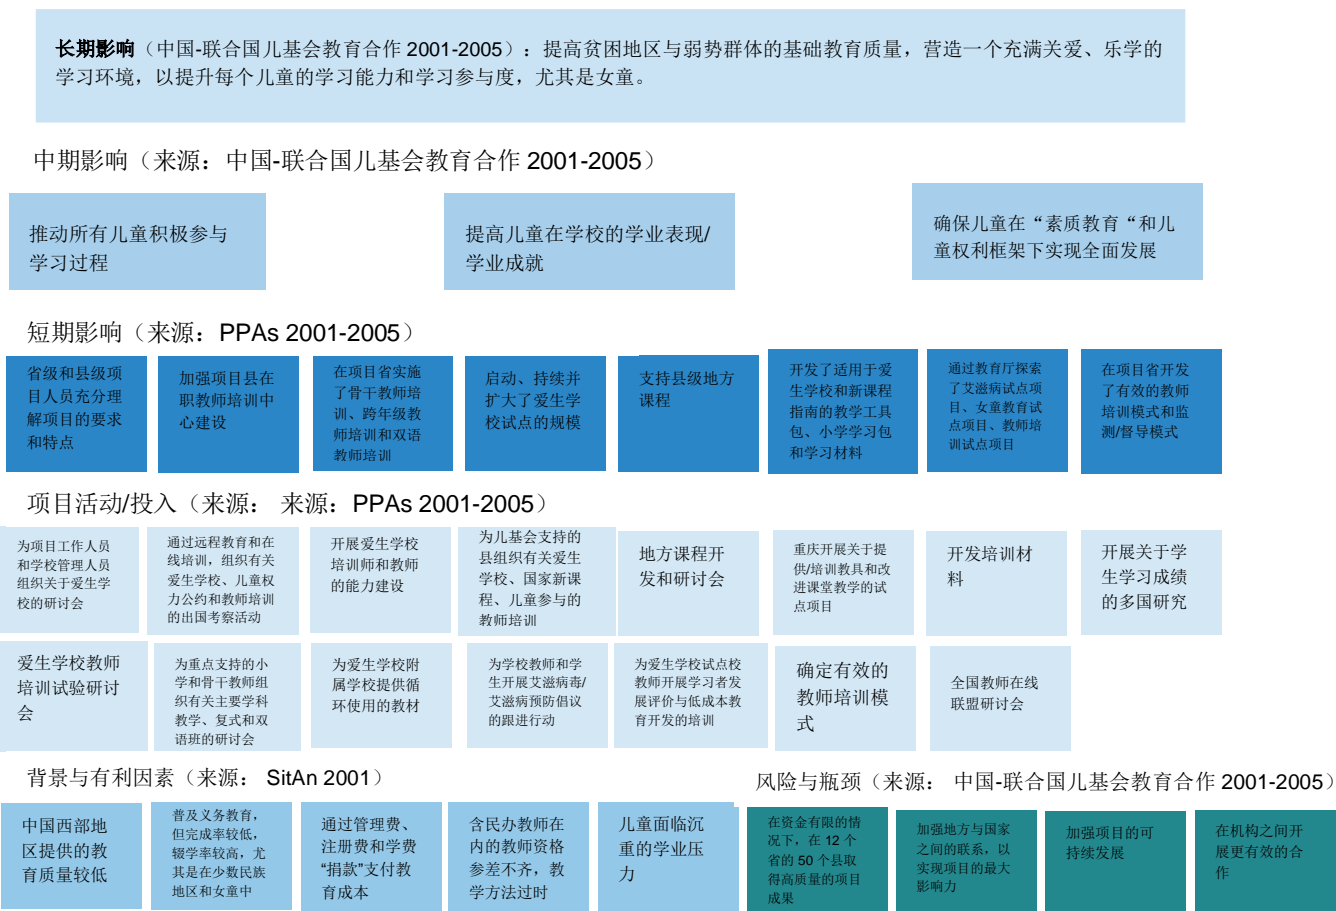 长期影响（中国-联合国儿基会教育合作 2001-2005）：提高贫困地区与弱势群体的基础教育质量，营造一个充满关爱、乐学的
学习环境，以提升每个儿童的学习能力和学习参与度，尤其是女童。
中期影响（来源：中国-联合国儿基会教育合作 2001-2005）
推动所有儿童积极参与
学习过程
提高儿童在学校的学业表现/
学业成就
确保儿童在“素质教育“和儿
童权利框架下实现全面发展
短期影响（来源：PPAs 2001-2005）
省级和县级项
目人员充分理
解项目的要求
和特点
加强项目县在
职教师培训中
心建设
在项目省实施
了骨干教师培
训、跨年级教
师培训和双语
教师培训
启动、持续并
扩大了爱生学
校试点的规模
支持县级地方
课程
开发了适用于爱
生学校和新课程
指南的教学工具
包、小学学习包
和学习材料
通过教育厅探索
了艾滋病试点项
目、女童教育试
点项目、教师培
训试点项目
在项目省开发
了有效的教师
培训模式和监
测/督导模式
项目活动/投入（来源： 来源：PPAs 2001-2005）
为项目工作人员
和学校管理人员
组织关于爱生学
校的研讨会
通过远程教育和在
线培训，组织有关
爱生学校、儿童权
力公约和教师培训
的出国考察活动
开展爱生学校
培训师和教师
的能力建设
为儿基会支持的
县组织有关爱生
学校、国家新课
程、儿童参与的
教师培训
地方课程开
发和研讨会
重庆开展关于提
供/培训教具和改
进课堂教学的试
点项目
开发培训材
料
开展关于学
生学习成绩
的多国研究
爱生学校教师
培训试验研讨
会
为重点支持的小
学和骨干教师组
织有关主要学科
教学、复式和双
语班的研讨会
为爱生学校附
属学校提供循
环使用的教材
为学校教师和学
生开展艾滋病毒/
艾滋病预防倡议
的跟进行动
为爱生学校试点校
教师开展学习者发
展评价与低成本教
育开发的培训
确定有效的
教师培训模
式
全国教师在线
联盟研讨会
背景与有利因素（来源： SitAn 2001）
中国西部地
区提供的教
育质量较低
普及义务教育，
但完成率较低，
辍学率较高，尤
其是在少数民族
地区和女童中
通过管理费、
注册费和学费
“捐款”支付教
育成本
含民办教师在
内的教师资格
参差不齐，教
学方法过时
儿童面临沉
重的学业压
力
风险与瓶颈（来源： 中国-联合国儿基会教育合作 2001-2005）
在资金有限的情
况下，在 12 个
省的 50 个县取
得高质量的项目
成果
加强地方与国家
之间的联系，以
实现项目的最大
影响力
加强项目的可
持续发展
在机构之间开
展更有效的合
作